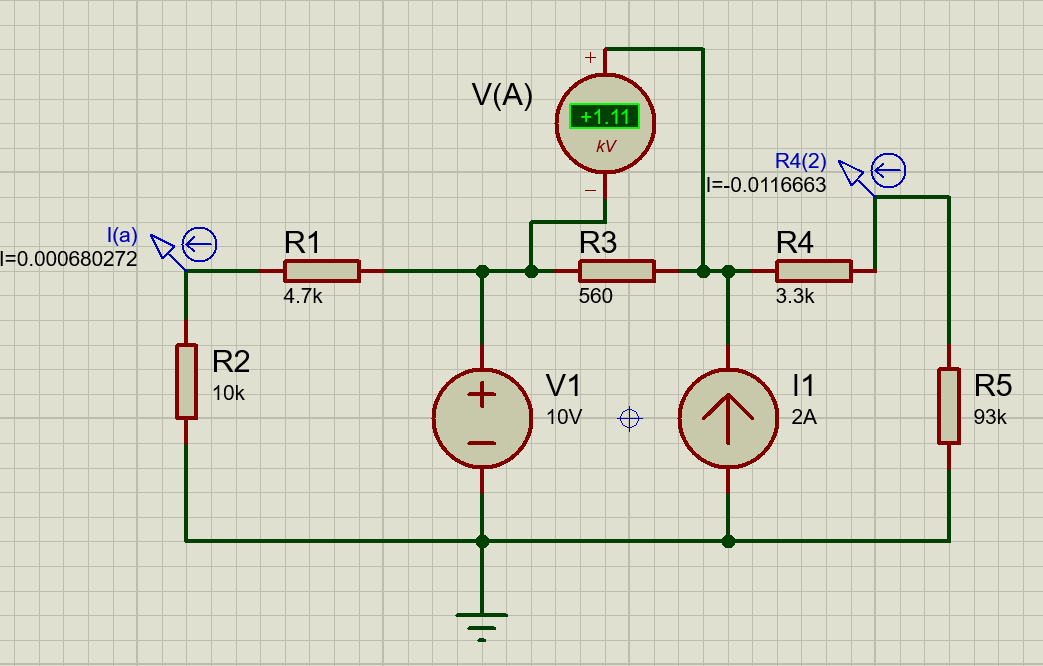 +
V(A)
+1.11
kV
R4(2)
I=-0.0116663
I(a)
I=0.000680272
R1
4.7k
R3
560
R4
3.3k
R2
10k
V1
10V
I1
2A
R5
93k